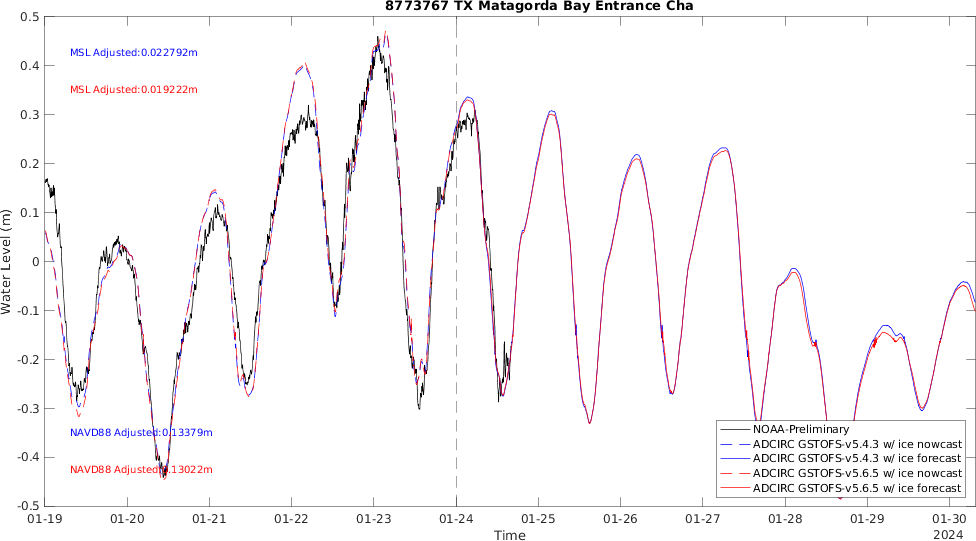 8773767 TX Matagorda Bay Entrance Cha
0.5
0.4
0.3
0.2
0.1
0
-0.1
-0.2
-0.3
-0.4
-0.5
Water Level (m)
MSL Adjusted:0.022792m
MSL Adjusted:0.019222m
NAVD88 Adjusted:0.13379m
NAVD88 Adjusted:0.13022m
NOAA-Preliminary
ADCIRC GSTOFS-v5.4.3 w/ ice nowcast
ADCIRC GSTOFS-v5.4.3 w/ ice forecast
ADCIRC GSTOFS-v5.6.5 w/ ice nowcast
ADCIRC GSTOFS-v5.6.5 w/ ice forecast
01-19 01-20 01-21 01-22 01-23 01-24 01-25 01-26 01-27 01-28 01-29 01-30
Time
2024